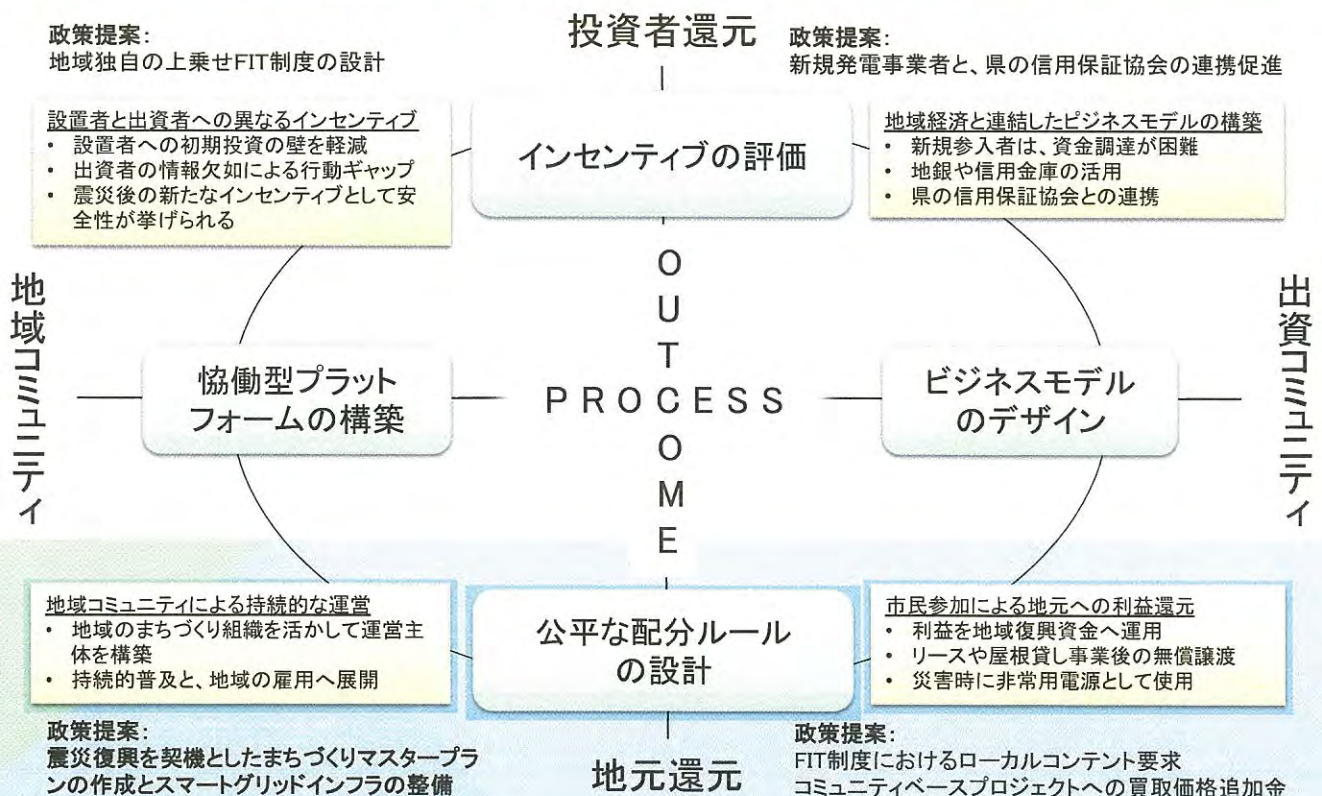 投資者還元
政策提案：
地域独自の上乗せFIT制度の設計
政策提案：
新規発電事業者と、県の信用保証協会の連携促進
設置者と出資者への異なるインセンティブ
• 設置者への初期投資の壁を軽減
• 出資者の情報欠如による行動ギャップ
• 震災後の新たなインセンティブとして安
全性が挙げられる
インセンティブの評価
地域経済と連結したビジネスモデルの構築
• 新規参入者は、資金調達が困難
• 地銀や信用金庫の活用
• 県の信用保証協会との連携
地域コミュニティ
協働型プラット
フォームの構築
PROCESS
OUTCOME
ビジネスモデル
のデザイン
出資コミュニティ
地域コミュニティによる持続的な運営
• 地域のまちづくり組織を活かして運営主
体を構築
• 持続的普及と、地域の雇用へ展開
公平な配分ルール
の設計
市民参加による地元への利益還元
• 利益を地域復興資金へ運用
• リースや屋根貸し事業後の無償譲渡
• 災害時に非常用電源として使用
政策提案：
震災復興を契機としたまちづくりマスタープラ
ンの作成とスマートグリッドインフラの整備
地元還元
政策提案：
FIT制度におけるローカルコンテント要求
コミュニティベースプロジェクトへの買取価格追加金